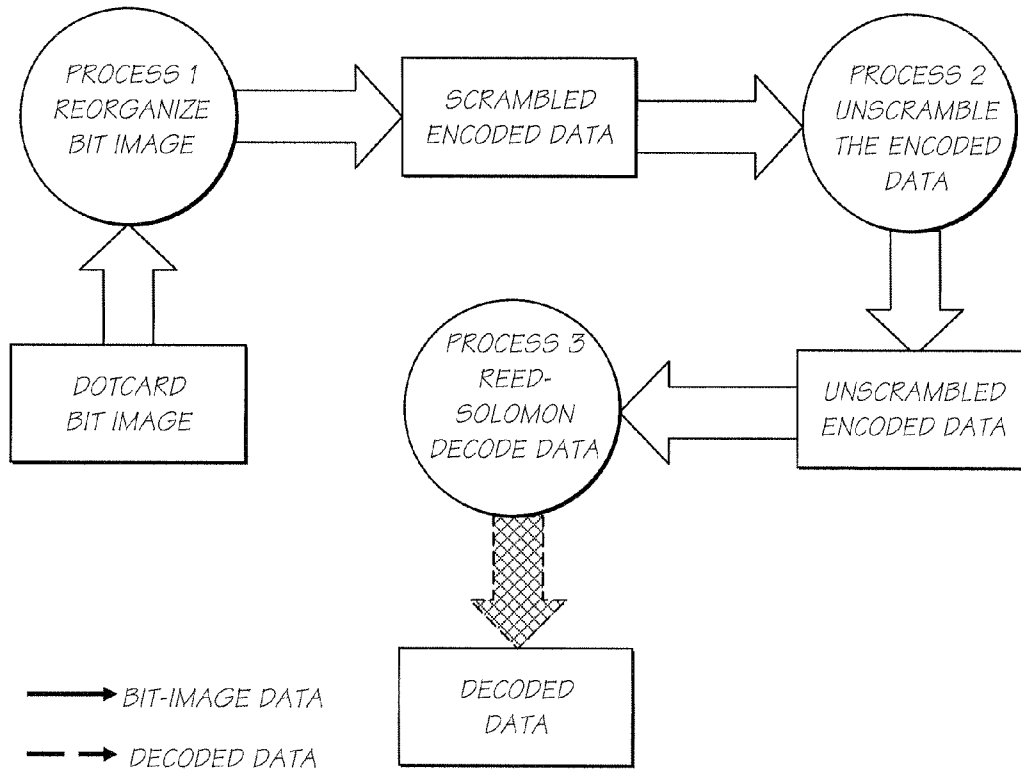 PROCESS 1
REORGANIZE
BIT IMAGE
SCRAMBLED
ENCODED DATA
PROCESS 2
UNSCRAMBLE
THE ENCODED
DATA
DOTCARD
BIT IMAGE
PROCESS 3
REED-
SOLOMON
DECODE DATA
UNSCRAMBLED
ENCODED DATA
DECODED
DATA
BIT-IMAGE DATA
DECODED DATA